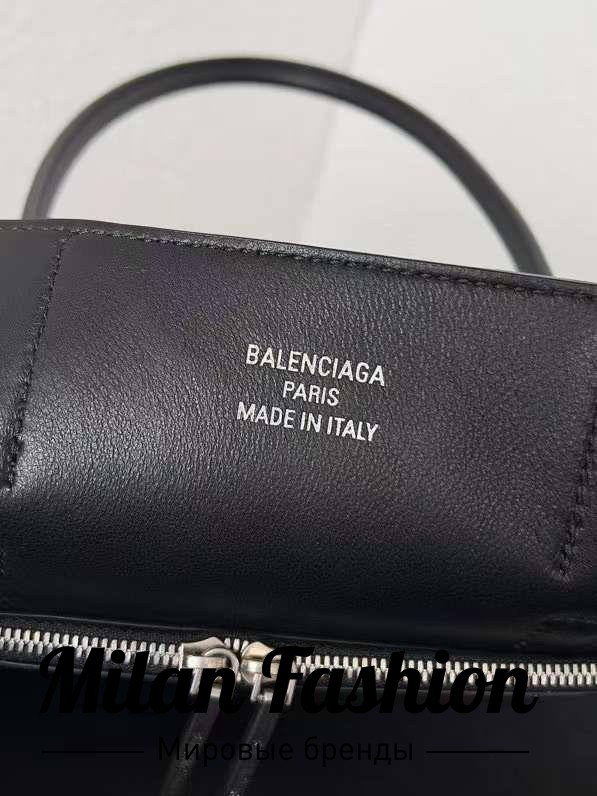 BALENCIAGA
PARIS
MADE IN ITALY
Milan Fashion
Мировые бренды